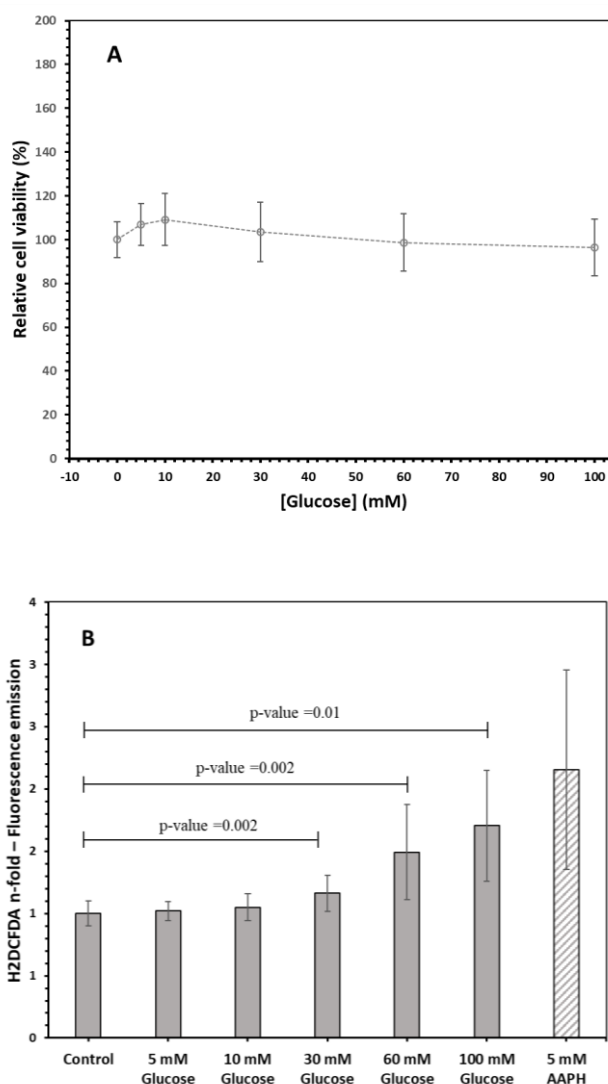 A
Relative cell viability (%)
200
180
160
140
120
100
80
60
40
20
0
-10 0 10 20 30 40 50 60 70 80 90 100
[Glucose] (mM)
B
H2DCFDA n-fold – Fluorescence emission
4
3
3
2
2
1
1
0
p-value =0.01
p-value =0.002
p-value =0.002
Control 5 mM 10 mM 30 mM 60 mM 100 mM 5 mM
Glucose Glucose Glucose Glucose Glucose AAPH